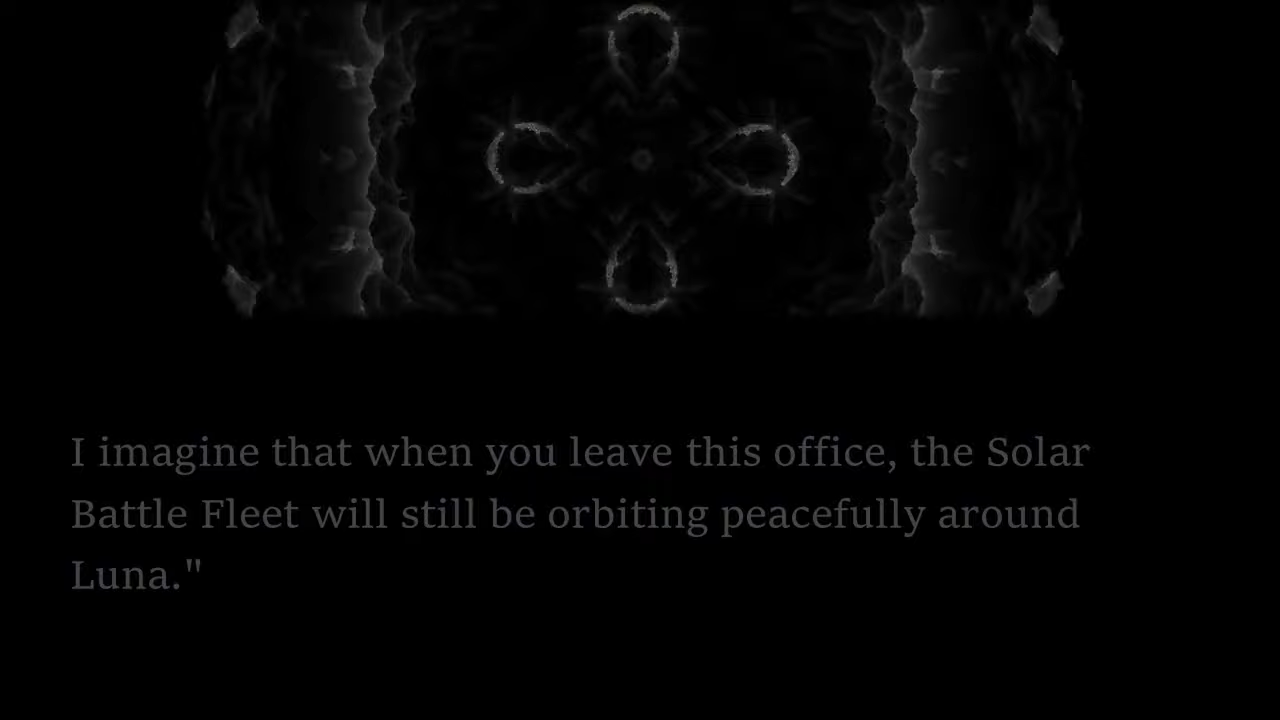 I imagine that when you leave this office, the Solar
Battle Fleet will still be orbiting peacefully around
Luna."